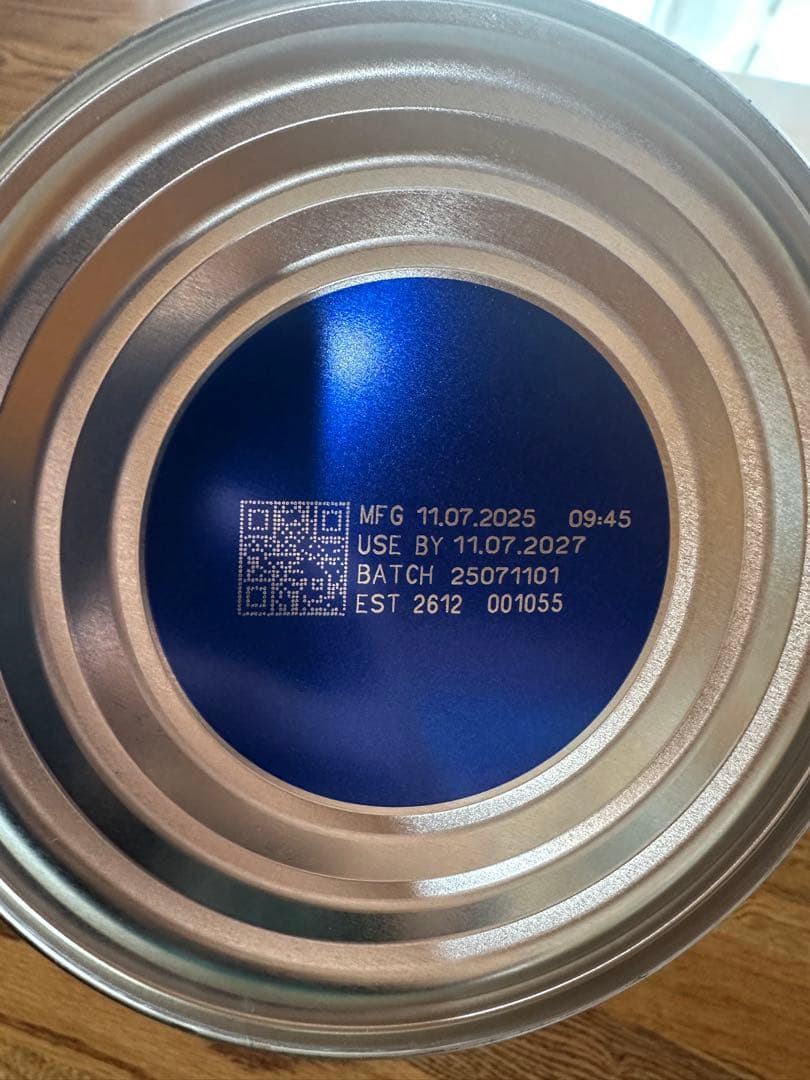 MFG 11.07.2025 09:45
USE BY 11.07.2027
BATCH 25071101
EST 2612 001055